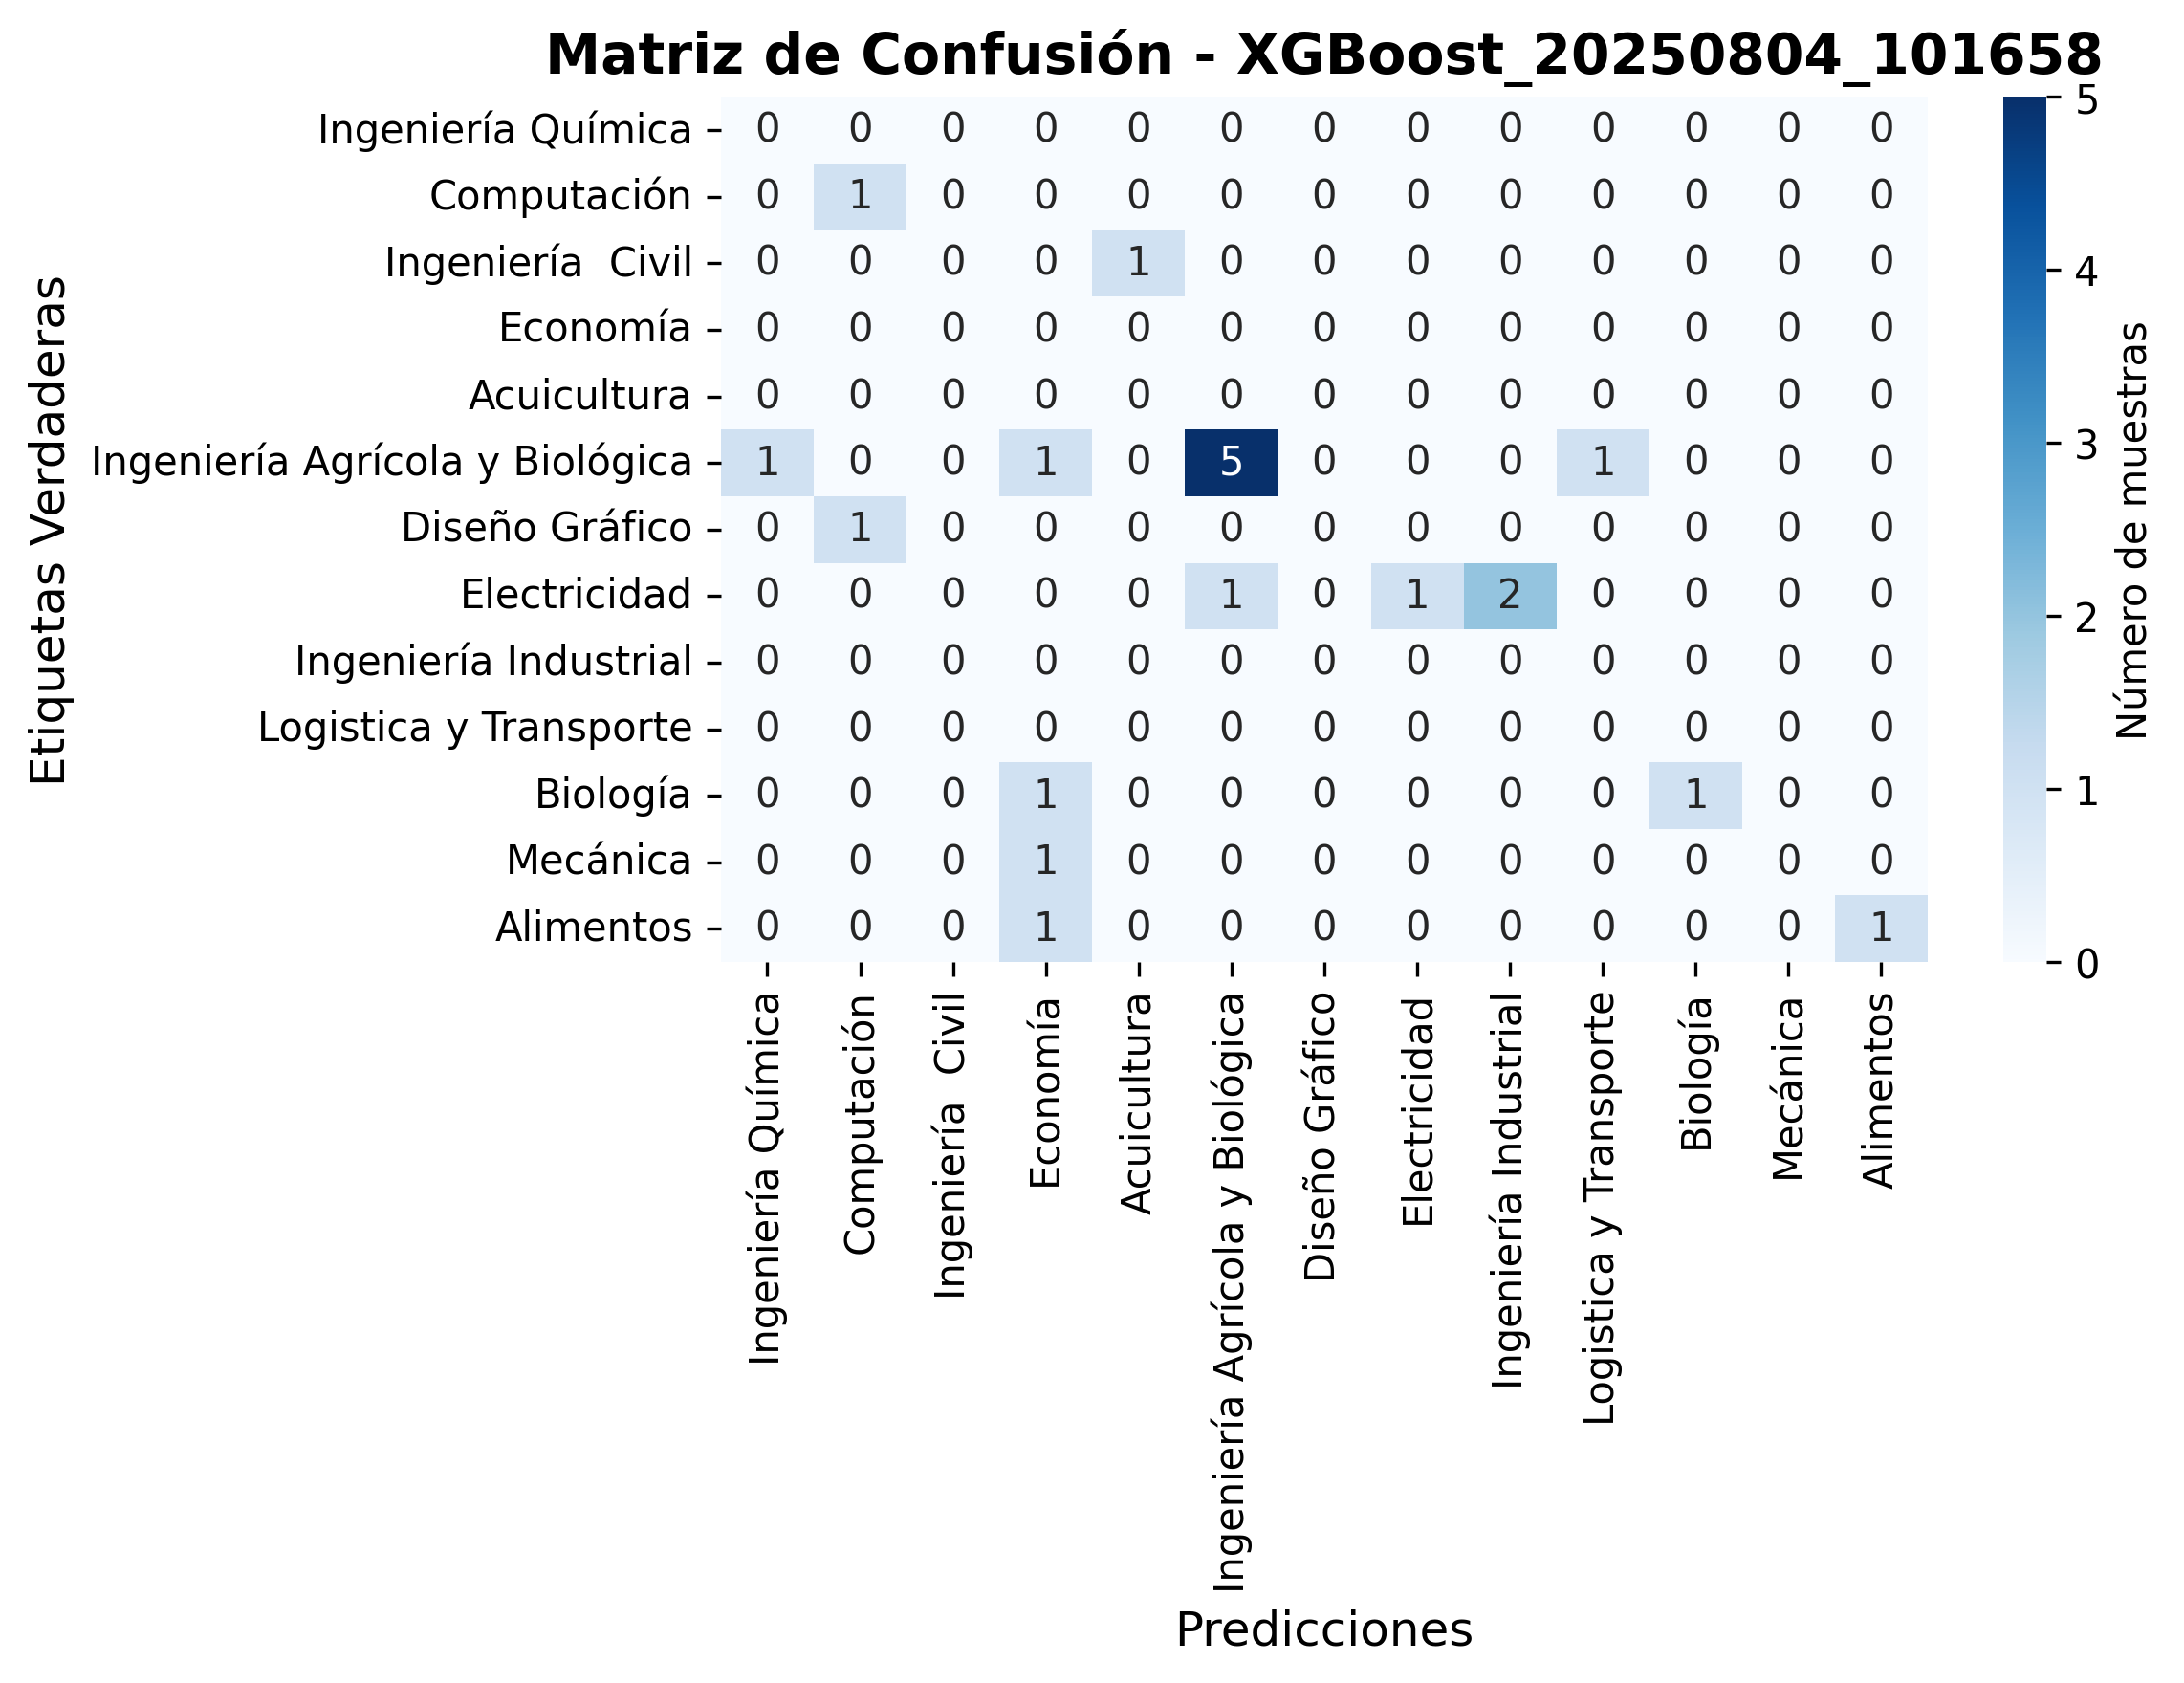 Matriz de Confusión - XGBoost_20250804_101658
Etiquetas Verdaderas
Ingeniería Química 0 0 0 0 0 0 0 0 0 0 0 0 0
Computación 0 1 0 0 0 0 0 0 0 0 0 0 0
Ingeniería  Civil 0 0 0 0 1 0 0 0 0 0 0 0 0
Economía 0 0 0 0 0 0 0 0 0 0 0 0 0
Acuicultura 0 0 0 0 0 0 0 0 0 0 0 0 0
Ingeniería Agrícola y Biológica 1 0 0 1 0 5 0 0 0 1 0 0 0
Diseño Gráfico 0 1 0 0 0 0 0 0 0 0 0 0 0
Electricidad 0 0 0 0 0 1 0 1 2 0 0 0 0
Ingeniería Industrial 0 0 0 0 0 0 0 0 0 0 0 0 0
Logistica y Transporte 0 0 0 0 0 0 0 0 0 0 0 0 0
Biología 0 0 0 1 0 0 0 0 0 0 1 0 0
Mecánica 0 0 0 1 0 0 0 0 0 0 0 0 0
Alimentos 0 0 0 1 0 0 0 0 0 0 0 0 1
Ingeniería Química
Computación
Ingeniería  Civil
Economía
Acuicultura
Ingeniería Agrícola y Biológica
Diseño Gráfico
Electricidad
Ingeniería Industrial
Logistica y Transporte
Biología
Mecánica
Alimentos
Predicciones
5
4
3
2
1
0
Número de muestras